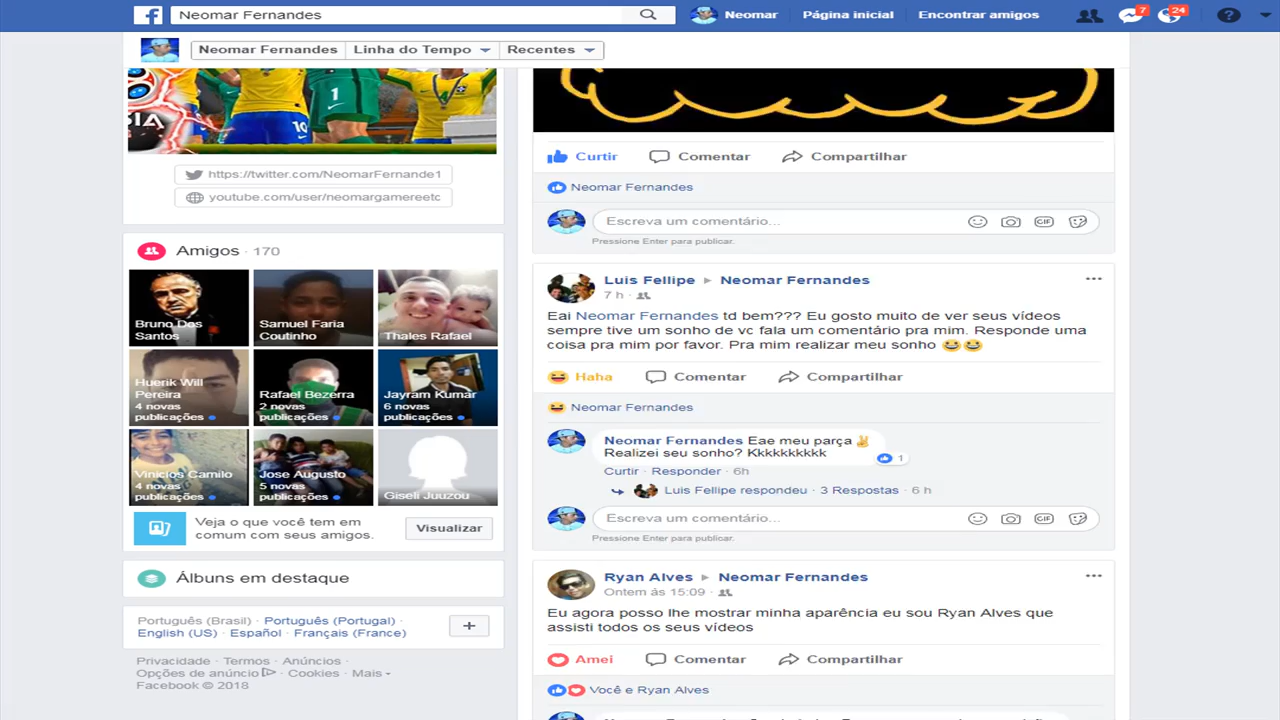 Neomar Fernandes
Neomar
Página inicial
Encontrar amigos
7
24
Neomar Fernandes
Linha do Tempo
Recentes
1
4
10
https://twitter.com/NeomarFernande1
youtube.com/user/neomargamereetc
Amigos · 170
Bruno Dos Santos
Samuel Faria Coutinho
Thales Rafael
Huerik Will Pereira
4 novas publicações
Rafael Bezerra
2 novas publicações
Jayram Kumar
6 novas publicações
Vinicios Camilo
4 novas publicações
Jose Augusto
5 novas publicações
Giseli Juuzou
Veja o que você tem em
comum com seus amigos.
Visualizar
Álbuns em destaque
Português (Brasil) · Português (Portugal) ·
English (US) · Español · Français (France)
Privacidade · Termos · Anúncios ·
Opções de anúncio · Cookies · Mais
Facebook © 2018
Curtir Comentar Compartilhar
Neomar Fernandes
Escreva um comentário...
GIF
Pressione Enter para publicar.
Luis Fellipe ▸ Neomar Fernandes
7 h ·
Eai Neomar Fernandes td bem??? Eu gosto muito de ver seus vídeos
sempre tive um sonho de vc fala um comentário pra mim. Responde uma
coisa pra mim por favor. Pra mim realizar meu sonho 😆😆
Haha Comentar Compartilhar
Neomar Fernandes
Neomar Fernandes Eae meu parça ✌
Realizei seu sonho? Kkkkkkkkkk
1
Curtir · Responder · 6h
Luis Fellipe respondeu · 3 Respostas · 6 h
Escreva um comentário...
GIF
Pressione Enter para publicar.
Ryan Alves ▸ Neomar Fernandes
Ontem às 15:09 ·
Eu agora posso lhe mostrar minha aparência eu sou Ryan Alves que
assisti todos os seus vídeos
Amei Comentar Compartilhar
Você e Ryan Alves